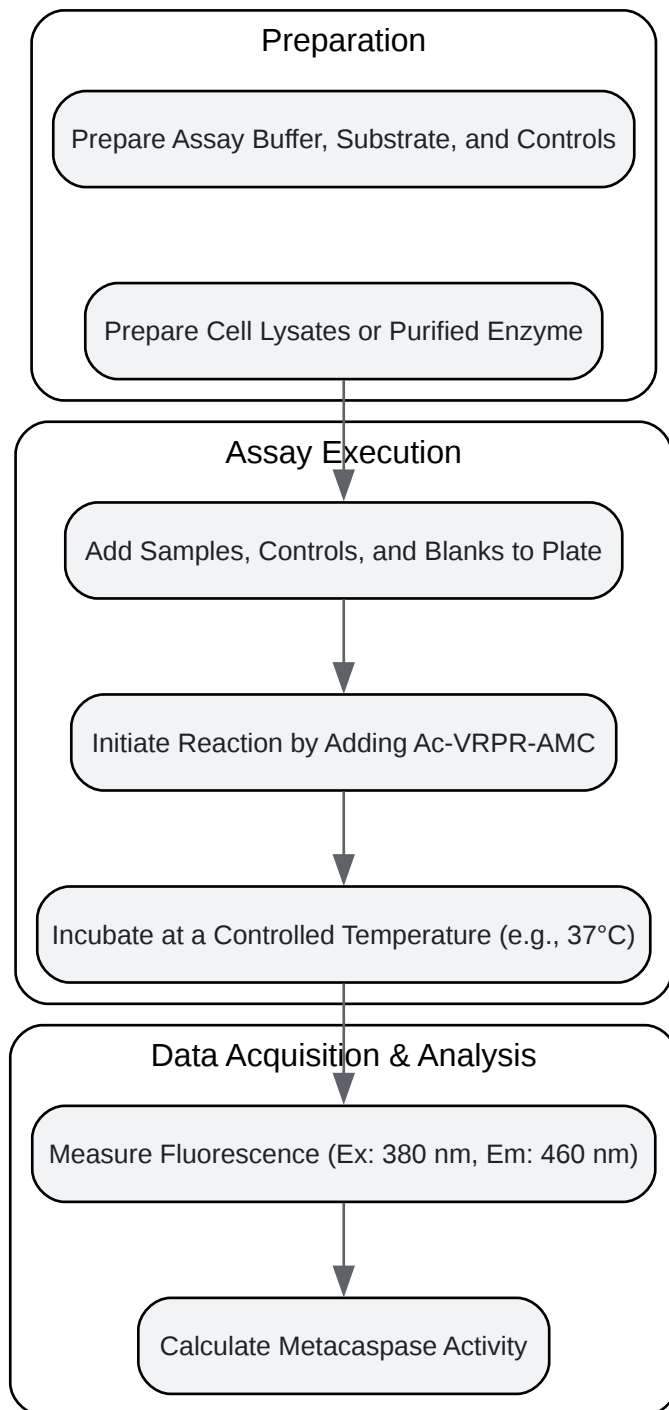 Preparation
Prepare Assay Buffer, Substrate, and Controls
Prepare Cell Lysates or Purified Enzyme
Assay Execution
Add Samples, Controls, and Blanks to Plate
Initiate Reaction by Adding Ac-VRPR-AMC
Incubate at a Controlled Temperature (e.g., 37°C)
Data Acquisition & Analysis
Measure Fluorescence (Ex: 380 nm, Em: 460 nm)
Calculate Metacaspase Activity